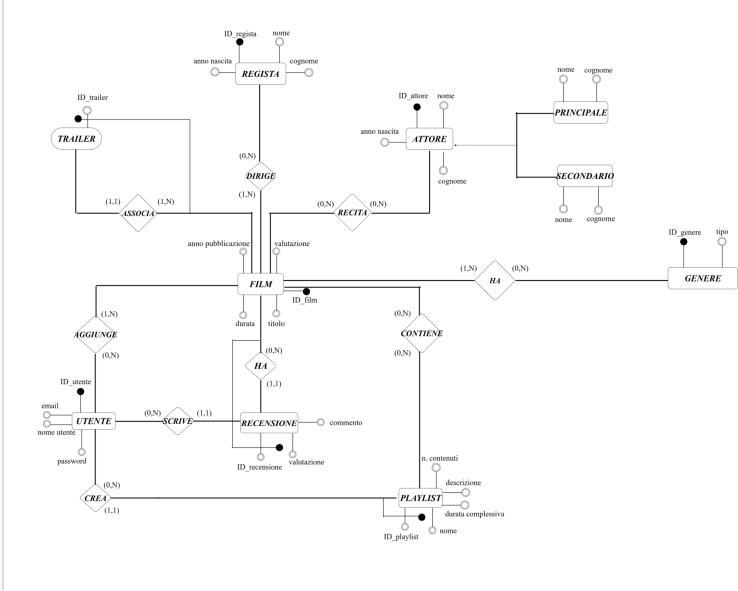 ID_regista
nome
anno nascita
cognome
REGISTA
nome
cognome
PRINCIPALE
ID_trailer
TRAILER
ID_attore
nome
anno nascita
ATTORE
cognome
SECONDARIO
nome
cognome
(0,N)
DIRIGE
(1,N)
(1,1)
(1,N)
ASSOCIA
(0,N)
(0,N)
RECITA
ID_genere
tipo
anno pubblicazione
valutazione
(1,N)
(0,N)
HA
GENERE
FILM
ID_film
durata
titolo
(1,N)
AGGIUNGE
(0,N)
(0,N)
CONTIENE
(0,N)
(0,N)
HA
(1,1)
ID_utente
email
nome utente
UTENTE
password
(0,N)
(1,1)
SCRIVE
RECENSIONE
commento
ID_recensione
valutazione
n. contenuti
descrizione
(0,N)
CREA
(1,1)
PLAYLIST
durata complessiva
ID_playlist
nome